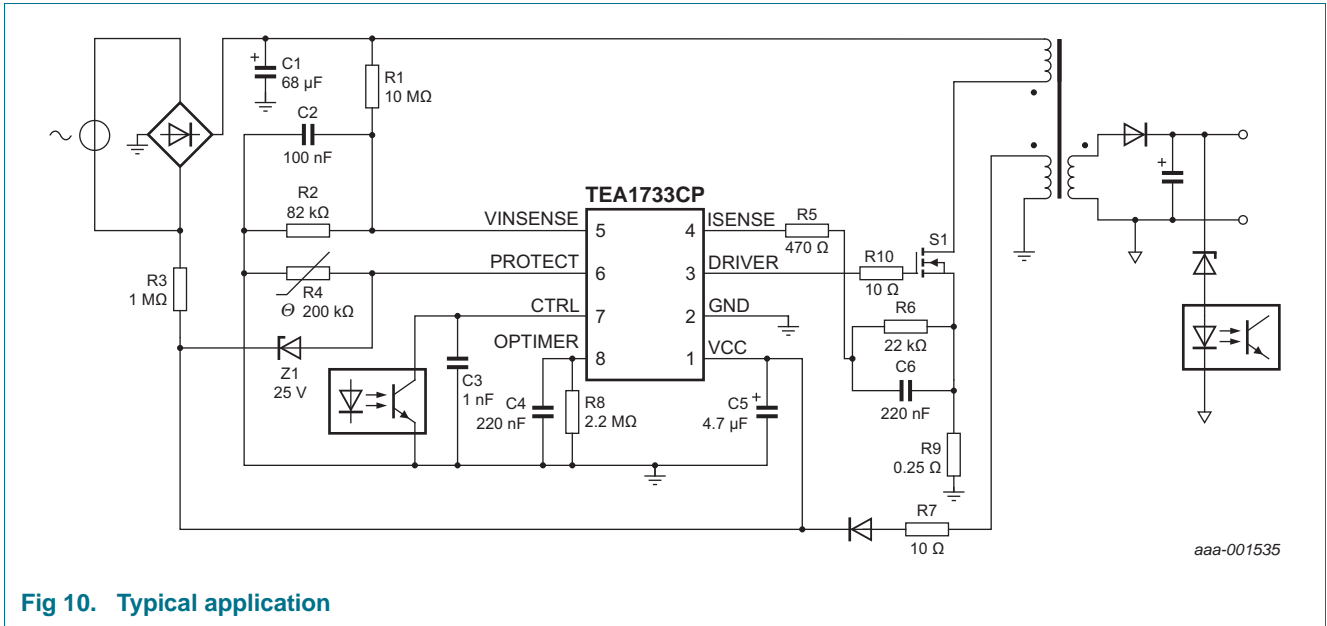 C1
68 µF
R1
10 MΩ
C2
100 nF
R2
82 kΩ
R3
1 MΩ
R4
Θ 200 kΩ
Z1
25 V
TEA1733CP
VINSENSE
5
PROTECT
6
CTRL
7
OPTIMER
8
4
ISENSE
3
DRIVER
2
GND
1
VCC
C3
1 nF
C4
220 nF
R8
2.2 MΩ
C5
+
4.7 µF
R5
470 Ω
R10
10 Ω
S1
R6
22 kΩ
C6
220 nF
R9
0.25 Ω
R7
10 Ω
+
+
aaa-001535
Fig 10. Typical application